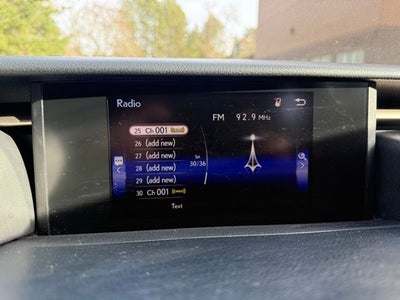 Radio
FM 92.9 MHz
25 Ch 001
26 (add new)
27 (add new)
28 (add new)
29 (add new)
30 Ch 001
Sel
30/36
Text